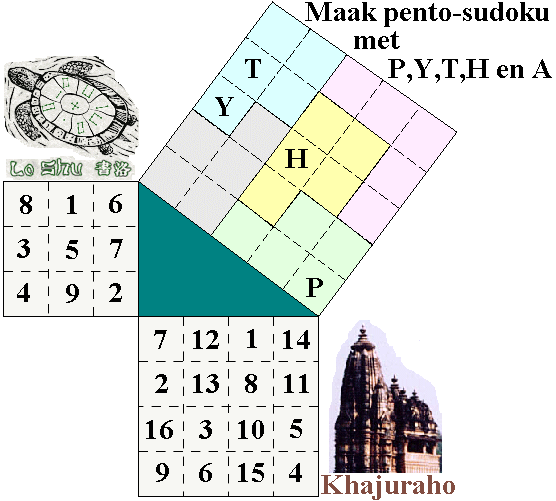 Maak pento-sudoku
met
P,Y,T,H en A
T
Y
H
P
Lo Shu 書洛
8 1 6
3 5 7
4 9 2
7 12 1 14
2 13 8 11
16 3 10 5
9 6 15 4
Khajuraho